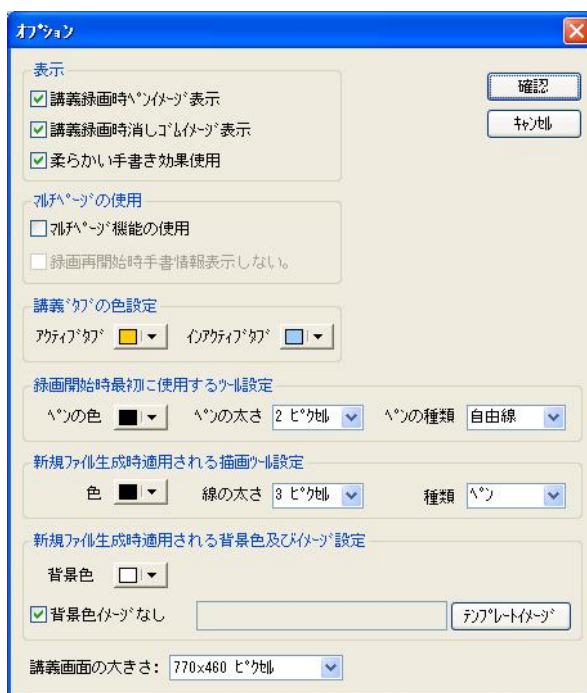 ｵﾌﾟｼｮﾝ
表示
確認
講義録画時ﾍﾟﾝｲﾒｰｼﾞ表示
ｷｬﾝｾﾙ
講義録画時消しｺﾞﾑｲﾒｰｼﾞ表示
柔らかい手書き効果使用
ﾏﾙﾁﾍﾟｰｼﾞの使用
ﾏﾙﾁﾍﾟｰｼﾞ機能の使用
録画再開始時手書情報表示しない。
講義ﾞﾀﾌﾞの色設定
ｱｸﾃｨﾌﾞﾀﾌﾞ ｲﾝｱｸﾃｨﾌﾞﾀﾌﾞ
録画開始時最初に使用するﾂｰﾙ設定
ﾍﾟﾝの色 ﾍﾟﾝの太さ 2 ﾋﾟｸｾﾙ ﾍﾟﾝの種類 自由線
新規ﾌｧｲﾙ生成時適用される描画ﾂｰﾙ設定
色 線の太さ 3 ﾋﾟｸｾﾙ 種類 ﾍﾟﾝ
新規ﾌｧｲﾙ生成時適用される背景色及びｲﾒｰｼﾞ設定
背景色
背景色ｲﾒｰｼﾞなし ﾃﾝﾌﾟﾚｰﾄｲﾒｰｼﾞ
講義画面の大きさ: 770x460 ﾋﾟｸｾﾙ